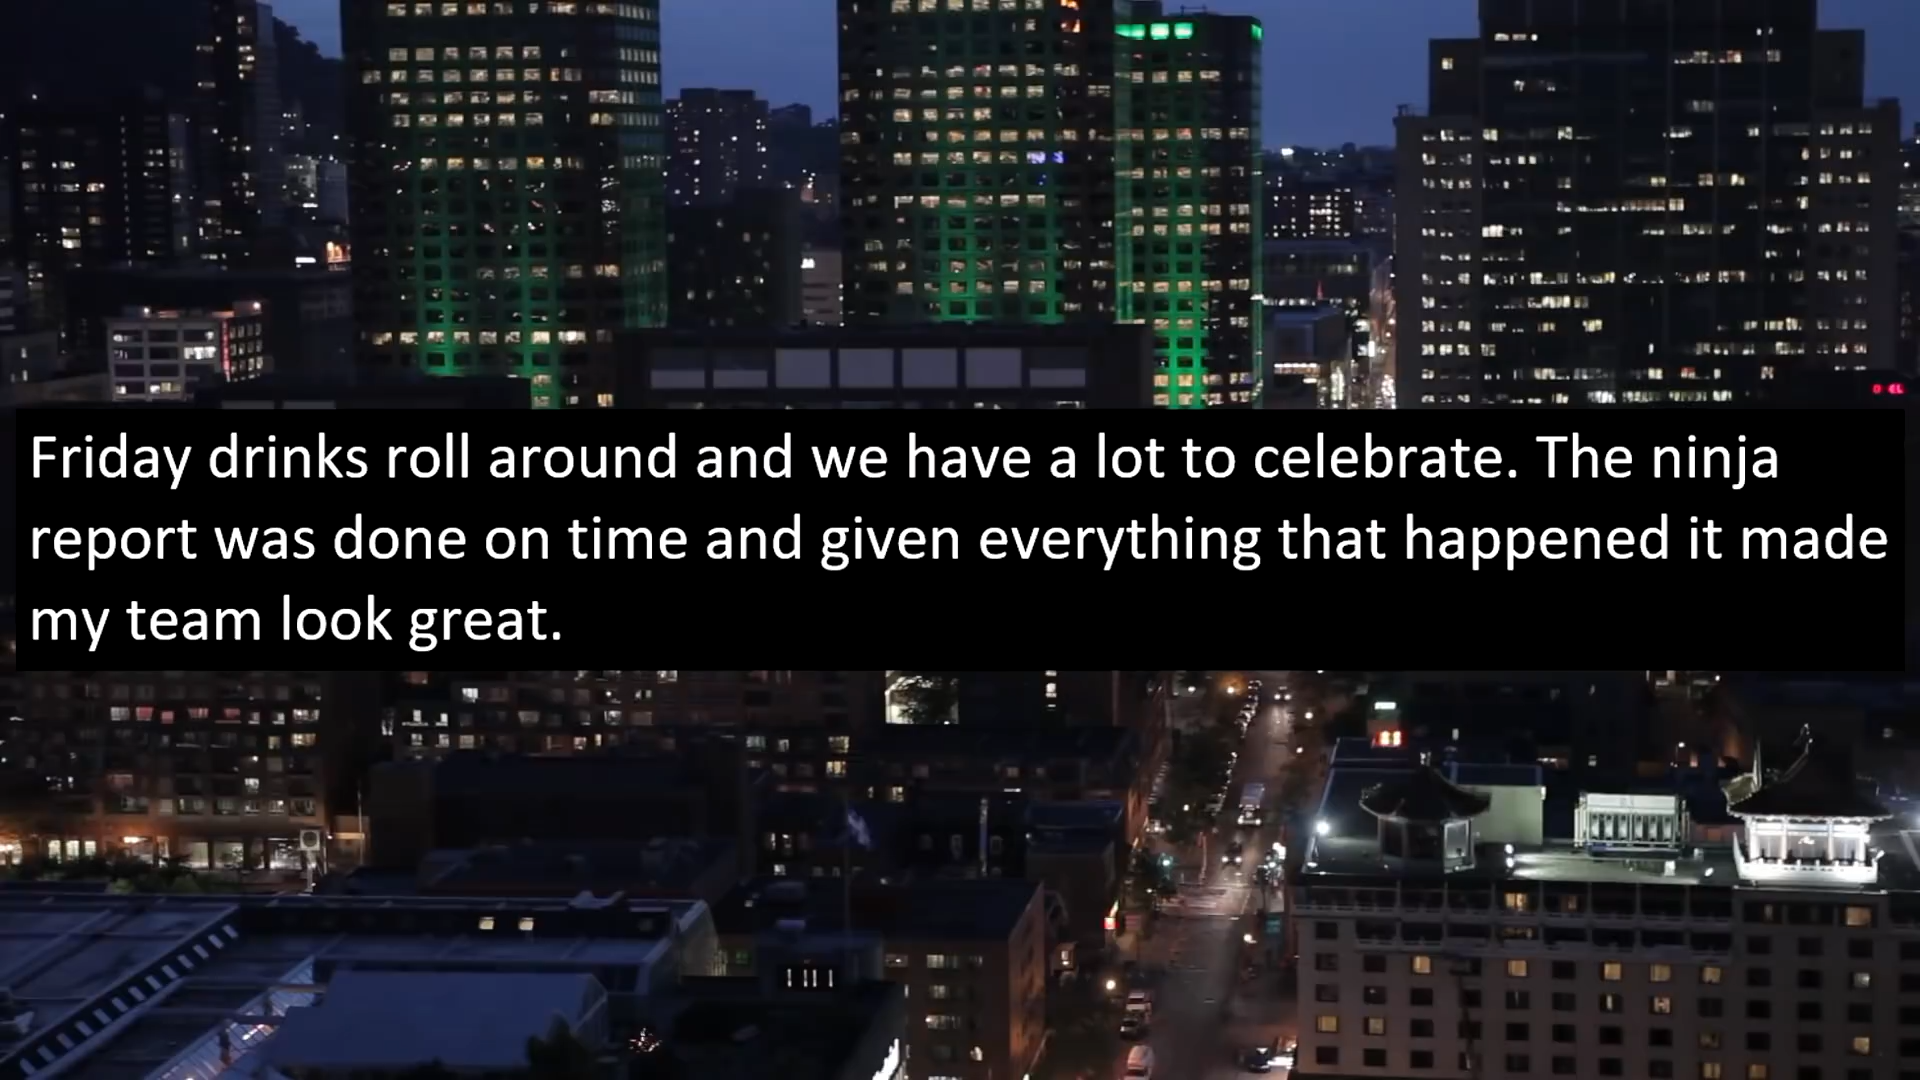 Friday drinks roll around and we have a lot to celebrate. The ninja
report was done on time and given everything that happened it made
my team look great.